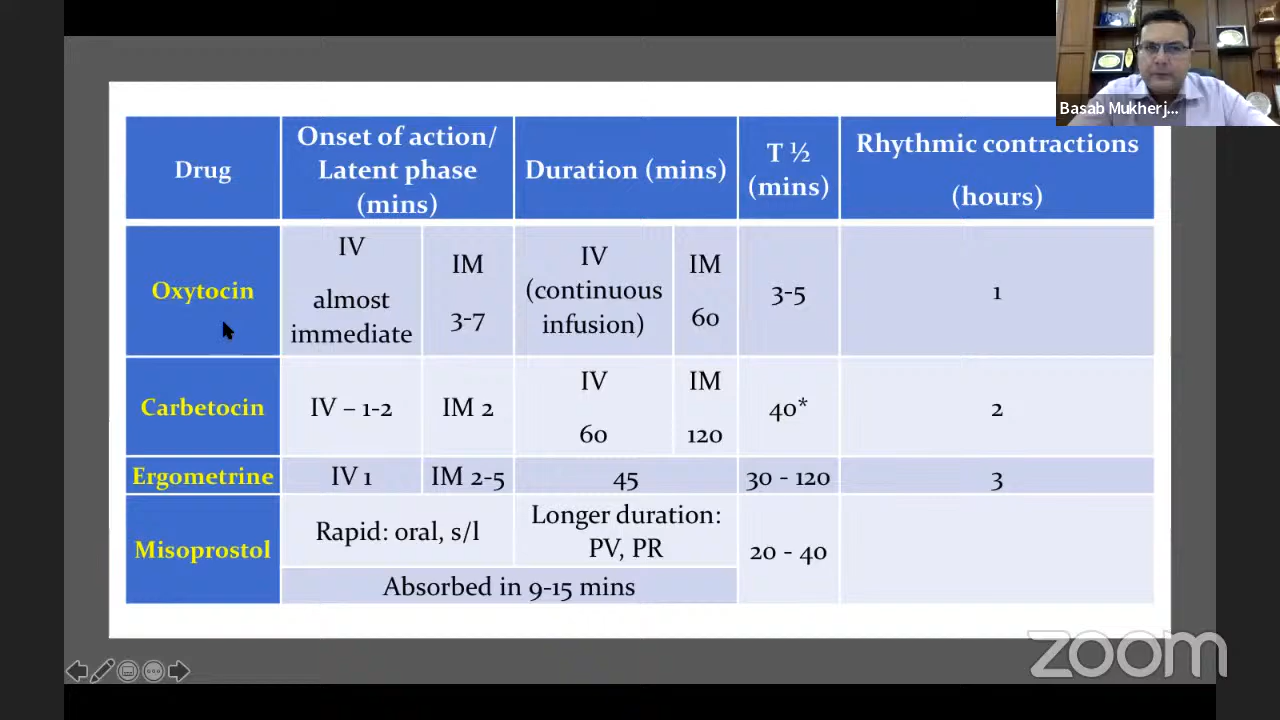 Basab Mukherj...
Drug
Onset of action/
Latent phase
(mins)
Duration (mins)
T ½
(mins)
Rhythmic contractions
(hours)
Oxytocin
IV
almost
immediate
IM
3-7
IV
(continuous
infusion)
IM
60
3-5
1
Carbetocin
IV – 1-2
IM 2
IV
60
IM
120
40*
2
Ergometrine
IV 1
IM 2-5
45
30 - 120
3
Misoprostol
Rapid: oral, s/l
Longer duration:
PV, PR
20 - 40
Absorbed in 9-15 mins
zoom